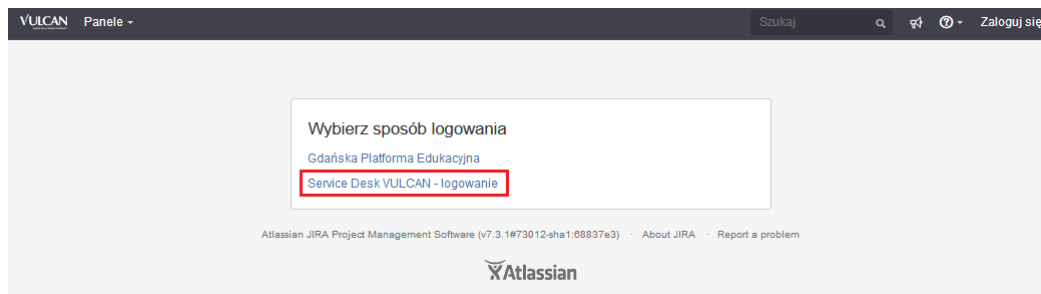 VULCAN Panele Szukaj Zaloguj się
Wybierz sposób logowania
Gdańska Platforma Edukacyjna
Service Desk VULCAN - logowanie
Atlassian JIRA Project Management Software (v7.3.1#73012-sha1:68837e3) · About JIRA · Report a problem
Atlassian